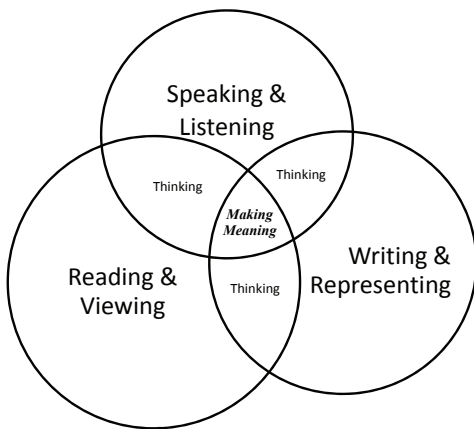 Speaking &
Listening
Thinking
Thinking
Making
Meaning
Reading &
Viewing
Writing &
Representing
Thinking